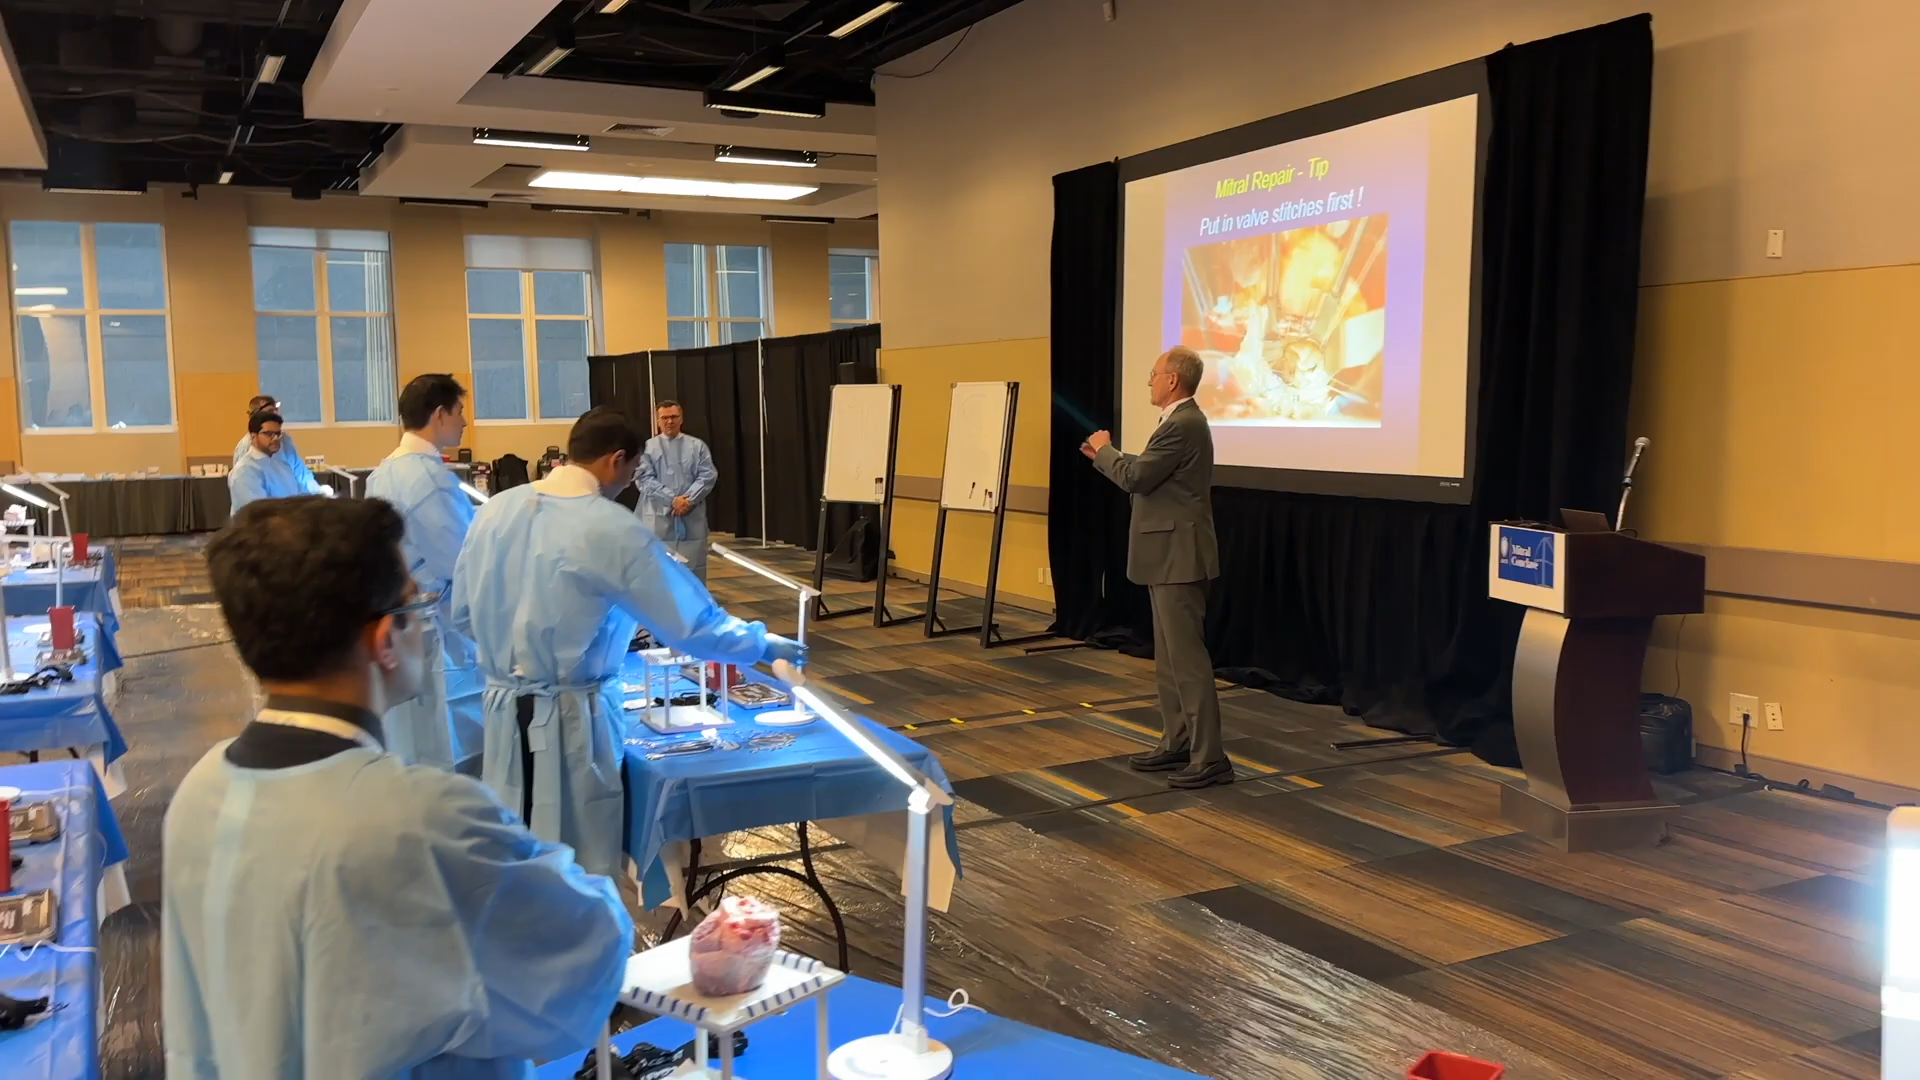 Mitral Repair - Tip
Put in valve stitches first !
Mitral
Conclave